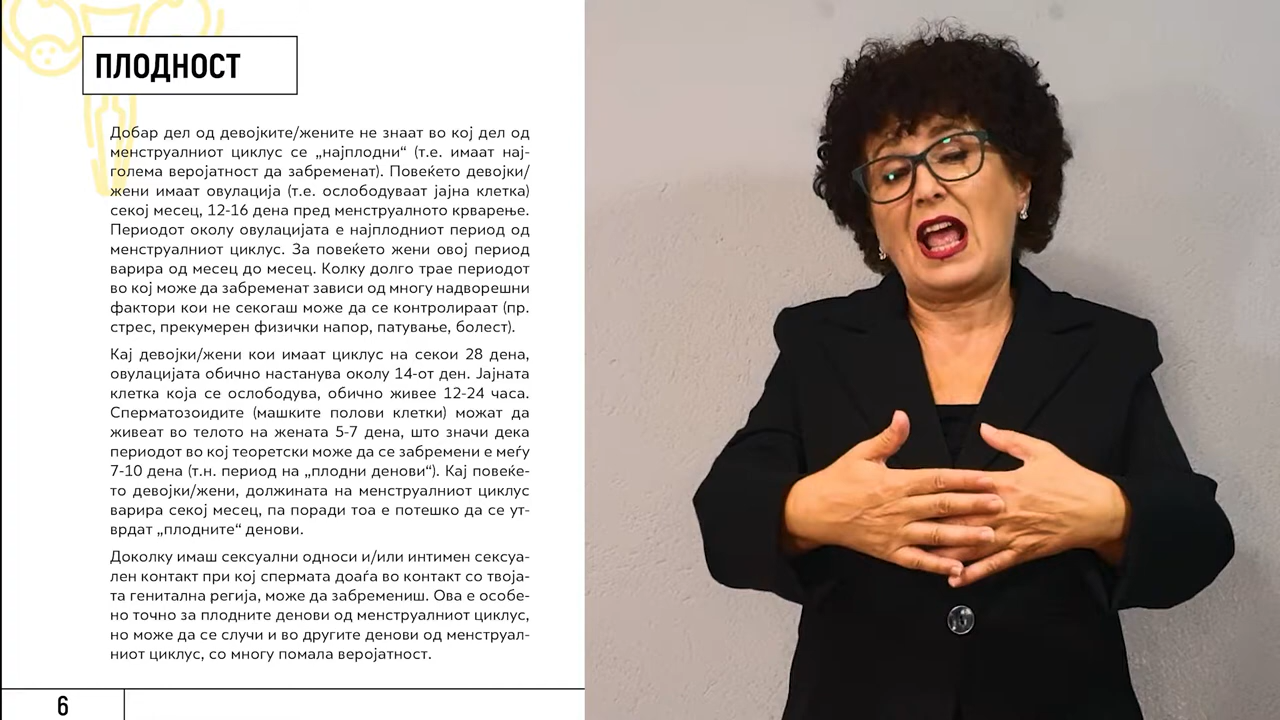 ПЛОДНОСТ
Добар дел од девојките/жените не знаат во кој дел од
менструалниот циклус се „најплодни“ (т.е. имаат нај-
голема веројатност да забременат). Повеќето девојки/
жени имаат овулација (т.е. ослободуваат јајна клетка)
секој месец, 12-16 дена пред менструалното крварење.
Периодот околу овулацијата е најплодниот период од
менструалниот циклус. За повеќето жени овој период
варира од месец до месец. Колку долго трае периодот
во кој може да забременат зависи од многу надворешни
фактори кои не секогаш може да се контролираат (пр.
стрес, прекумерен физички напор, патување, болест).
Кај девојки/жени кои имаат циклус на секои 28 дена,
овулацијата обично настанува околу 14-от ден. Јајната
клетка која се ослободува, обично живее 12-24 часа.
Сперматозоидите (машките полови клетки) можат да
живеат во телото на жената 5-7 дена, што значи дека
периодот во кој теоретски може да се забремени е меѓу
7-10 дена (т.н. период на „плодни денови“). Кај повеќе-
то девојки/жени, должината на менструалниот циклус
варира секој месец, па поради тоа е потешко да се ут-
врдат „плодните“ денови.
Доколку имаш сексуални односи и/или интимен сексуа-
лен контакт при кој спермата доаѓа во контакт со твоја-
та генитална регија, може да забремениш. Ова е особе-
но точно за плодните денови од менструалниот циклус,
но може да се случи и во другите денови од менструал-
ниот циклус, со многу помала веројатност.
6